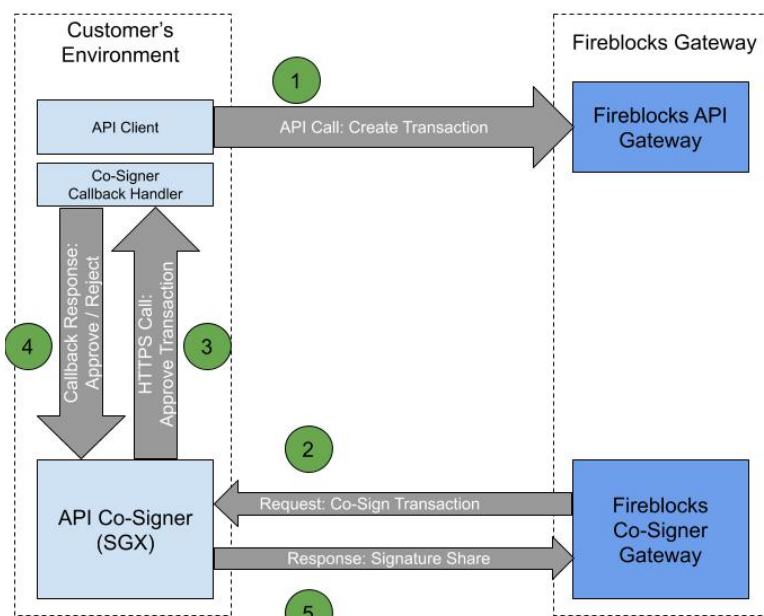 Customer's
Environment
Fireblocks Gateway
1
API Client
API Call: Create Transaction
Fireblocks API
Gateway
Co-Signer
Callback Handler
Callback Response:
Approve / Reject
HTTPS Call:
Approve Transaction
4
3
2
API Co-Signer
(SGX)
Request: Co-Sign Transaction
Response: Signature Share
Fireblocks
Co-Signer
Gateway
5